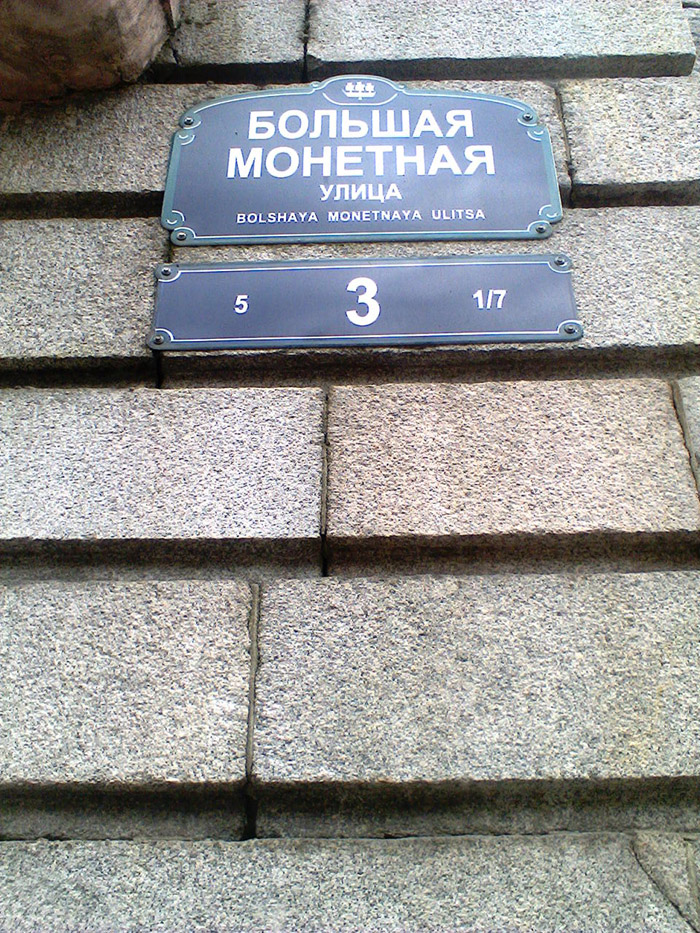 БОЛЬШАЯ
МОНЕТНАЯ
УЛИЦА
BOLSHAYA MONETNAYA ULITSA
5 3 1/7